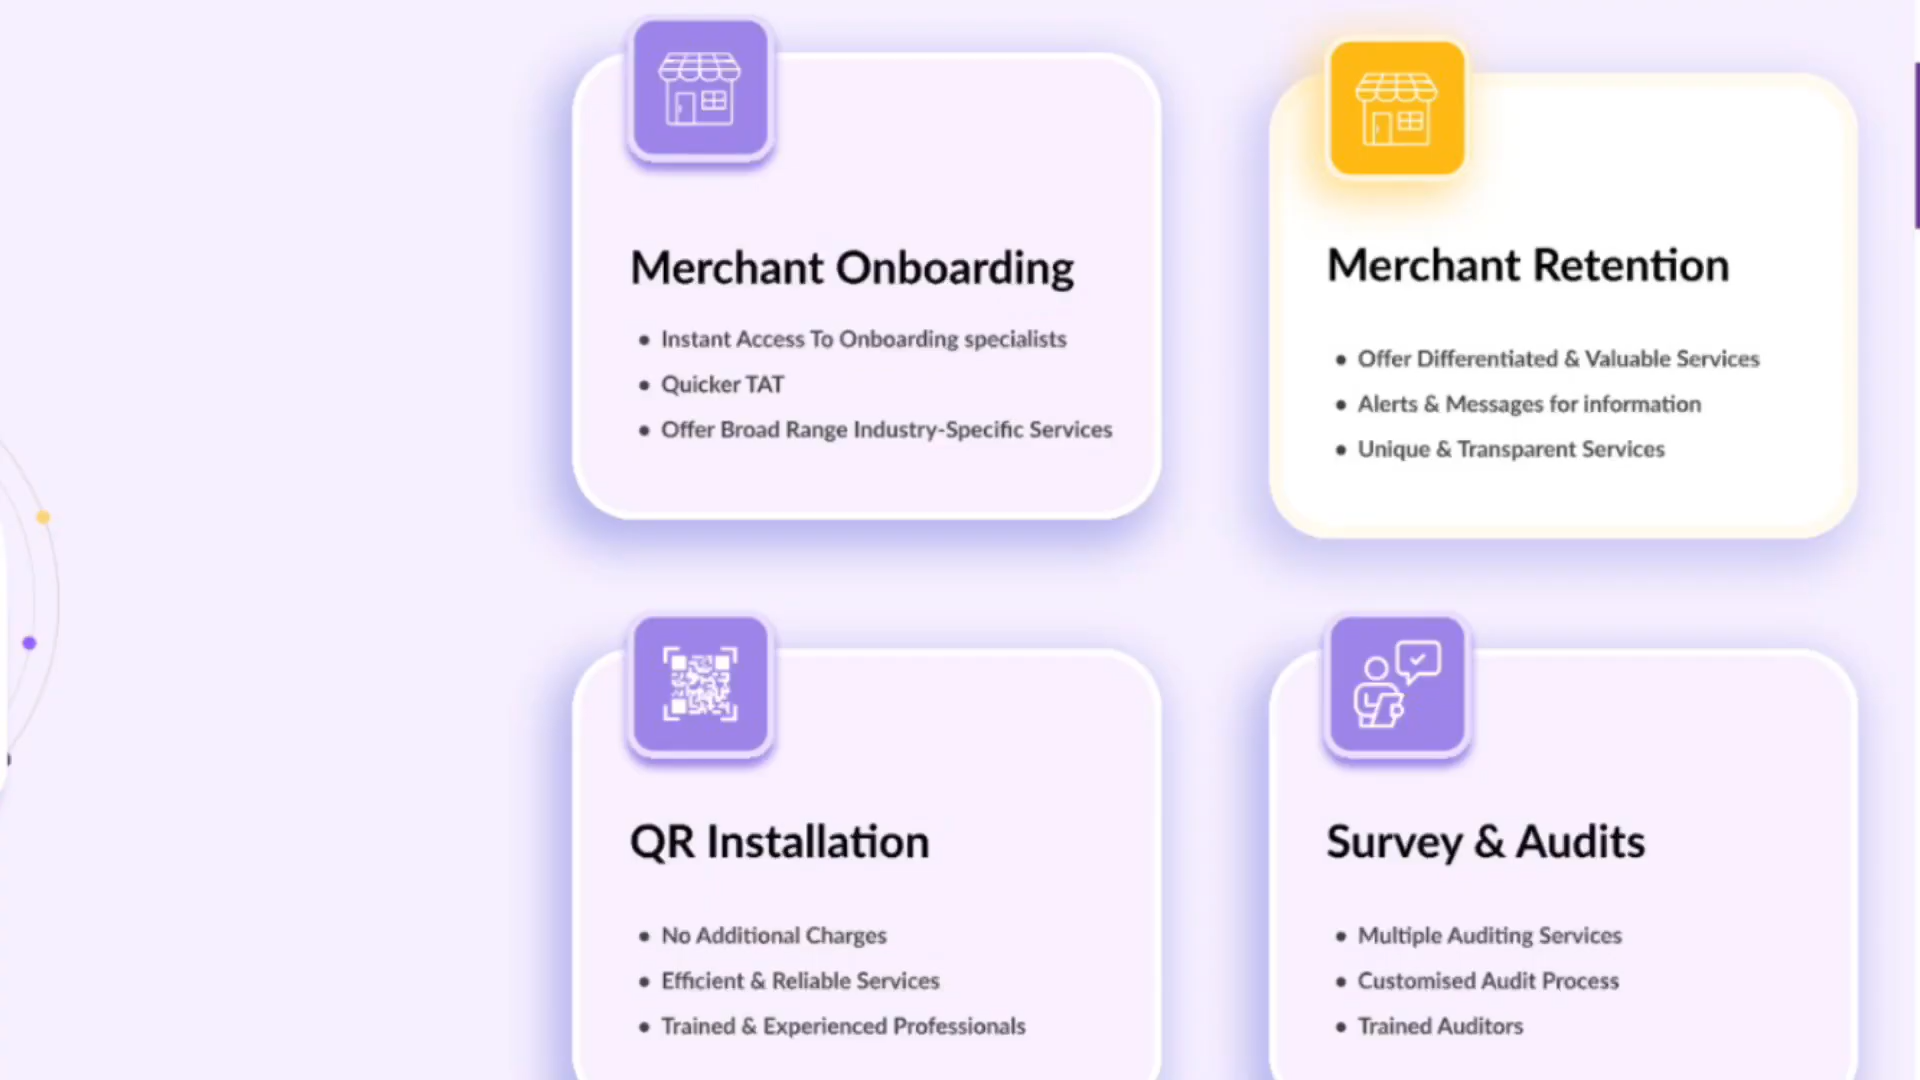 Merchant Onboarding
• Instant Access To Onboarding specialists
• Quicker TAT
• Offer Broad Range Industry-Specific Services
Merchant Retention
• Offer Differentiated & Valuable Services
• Alerts & Messages for information
• Unique & Transparent Services
QR Installation
• No Additional Charges
• Efficient & Reliable Services
• Trained & Experienced Professionals
Survey & Audits
• Multiple Auditing Services
• Customised Audit Process
• Trained Auditors